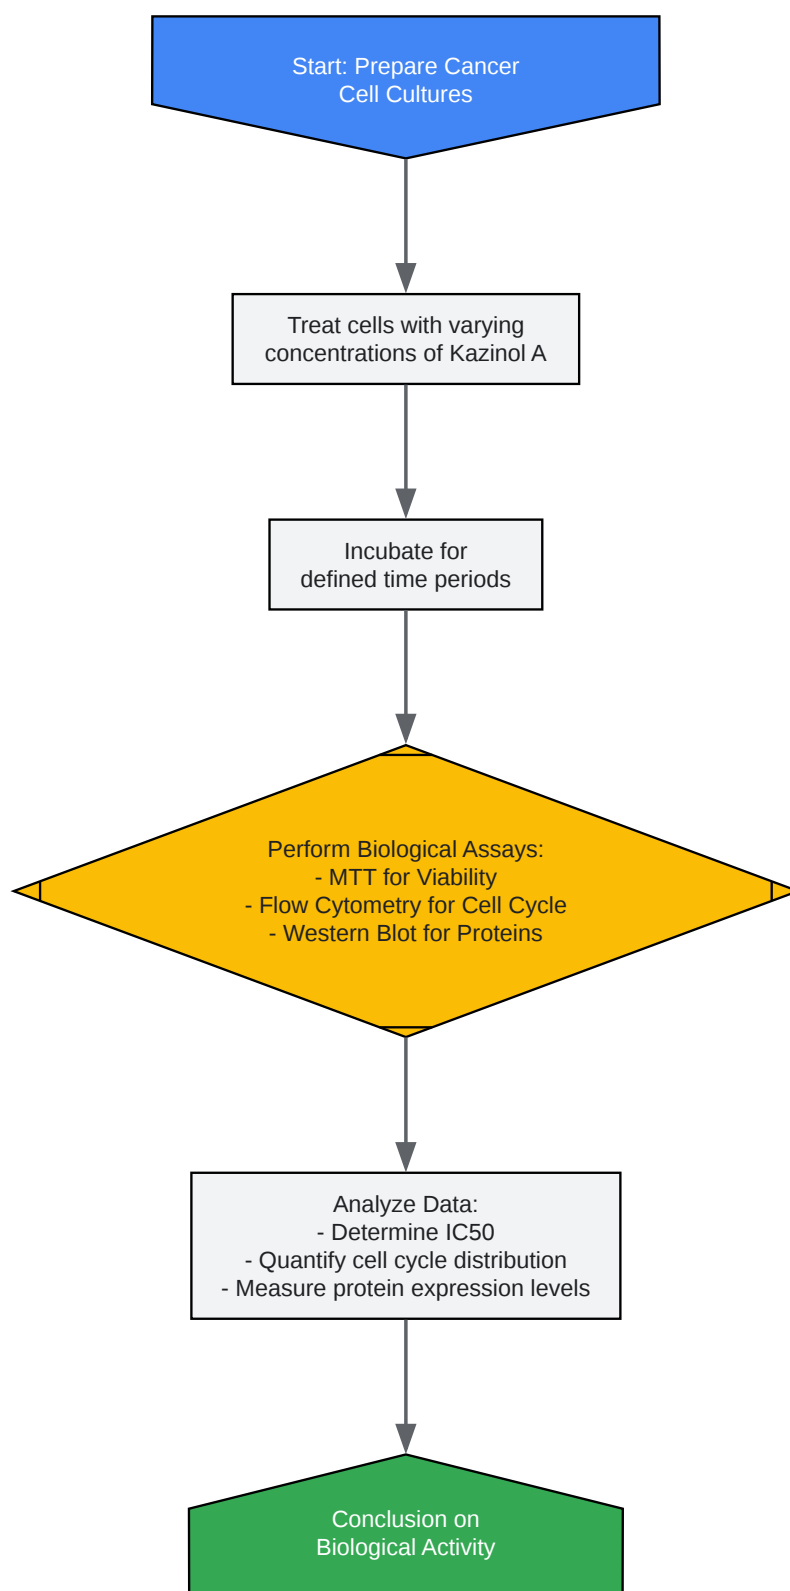 Start: Prepare Cancer
Cell Cultures
Treat cells with varying
concentrations of Kazinol A
Incubate for
defined time periods
Perform Biological Assays:
- MTT for Viability
- Flow Cytometry for Cell Cycle
- Western Blot for Proteins
Analyze Data:
- Determine IC50
- Quantify cell cycle distribution
- Measure protein expression levels
Conclusion on
Biological Activity